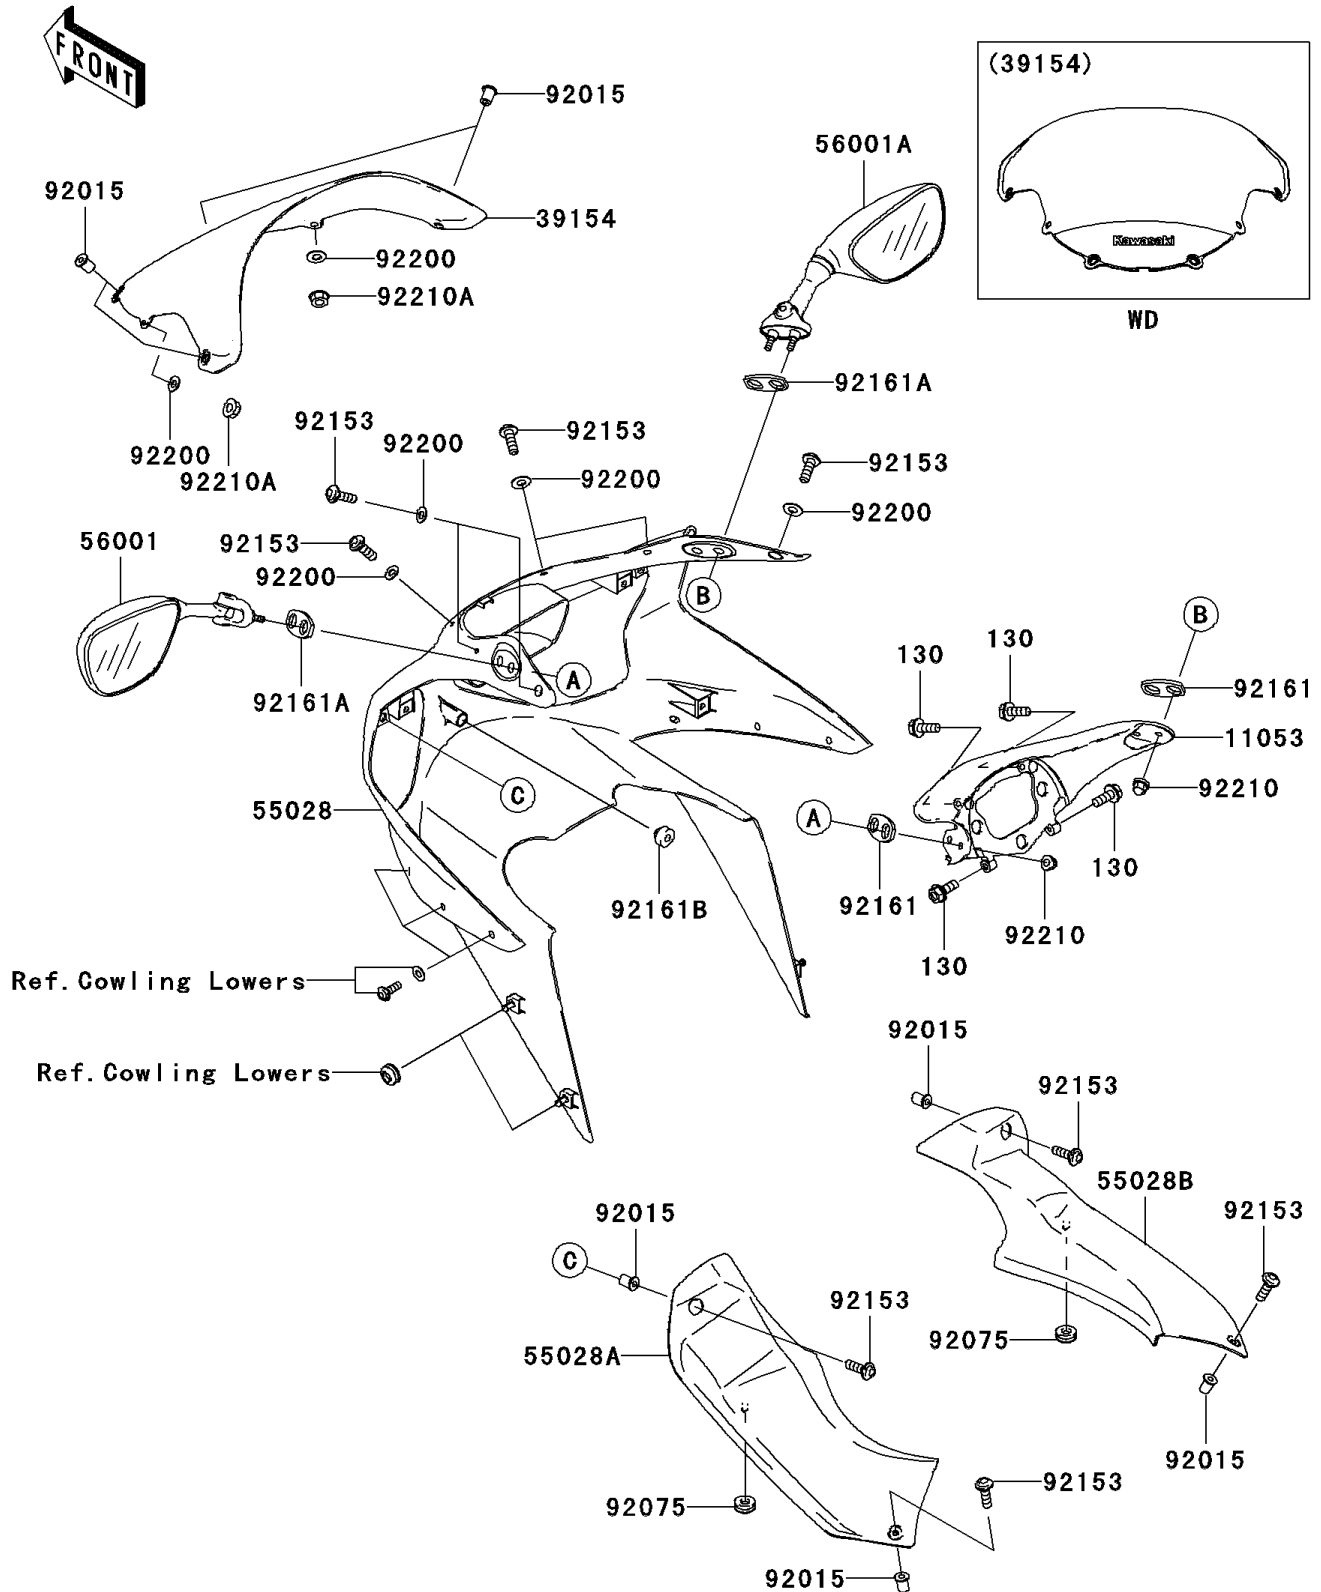 FRONT
92015
(39154)
56001A
92015
39154
Kawasaki
92200
92210A
WD
92161A
92153
92200
92153
92200
92210A
92200
92153
92200
56001
92153
92200
B
B
130
130
92161
A
92161A
11053
92210
C
55028
A
130
92161B
92161
92210
130
Ref.Cowling Lowers
92015
Ref.Cowling Lowers
92153
55028B
92015
92153
C
92153
55028A
92075
92015
92153
92075
92015